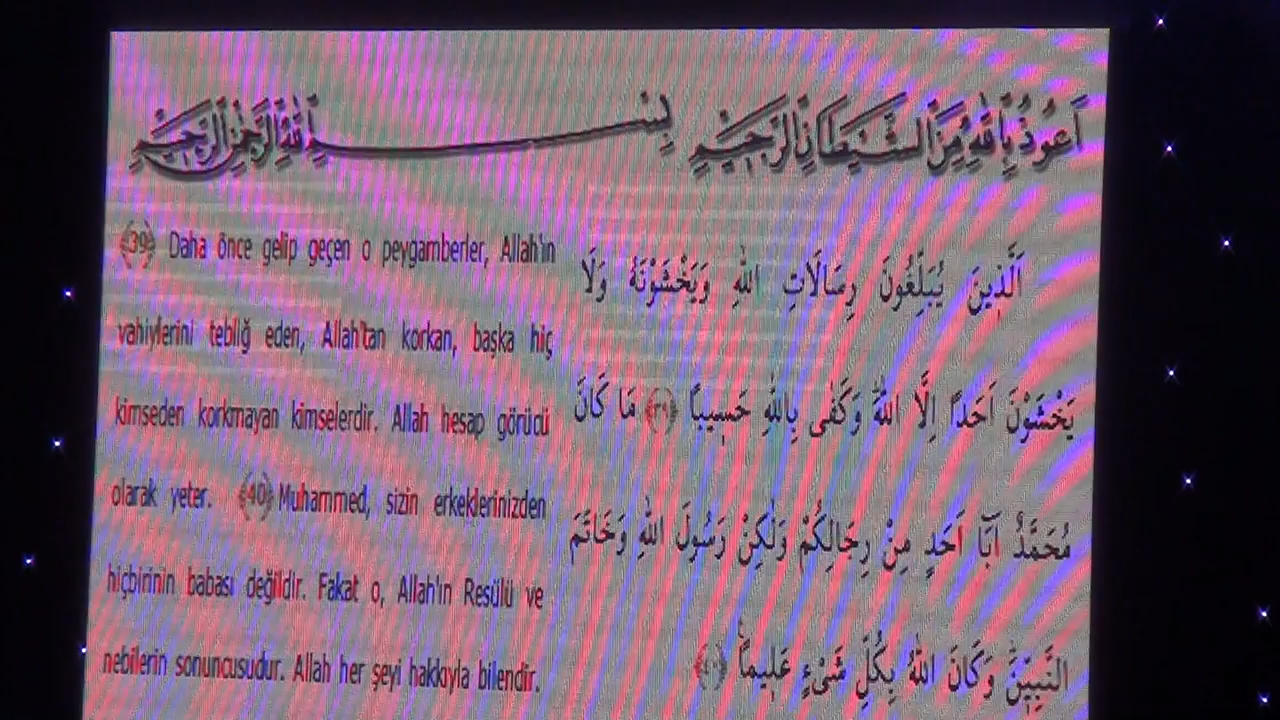 اَعُوذُ بِاللّٰهِ مِنَ الشَّيْطَانِ الرَّجِيمِ
بِسْمِ اللّٰهِ الرَّحْمٰنِ الرَّحِيمِ
﴾39﴿ Daha önce gelip geçen o peygamberler, Allah'ın
vahiylerini tebliğ eden, Allah'tan korkan, başka hiç
kimseden korkmayan kimselerdir. Allah hesap görücü
olarak yeter. ﴾40﴿ Muhammed, sizin erkeklerinizden
hiçbirinin babası değildir. Fakat o, Allah'ın Resülü ve
nebilerin sonuncusudur. Allah her şeyi hakkıyla bilendir.
اَلَّذِينَ يُبَلِّغُونَ رِسَالَاتِ اللّٰهِ وَيَخْشَوْنَهُ وَلَا
يَخْشَوْنَ اَحَدًا اِلَّا اللّٰهَ وَكَفٰى بِاللّٰهِ حَسِيبًا ﴿٣٩﴾ مَا كَانَ
مُحَمَّدٌ اَبَٓا اَحَدٍ مِنْ رِجَالِكُمْ وَلٰكِنْ رَسُولَ اللّٰهِ وَخَاتَمَ
النَّبِيّ۪نَۜ وَكَانَ اللّٰهُ بِكُلِّ شَيْءٍ عَلِيمًاۚ ﴿٤٠﴾